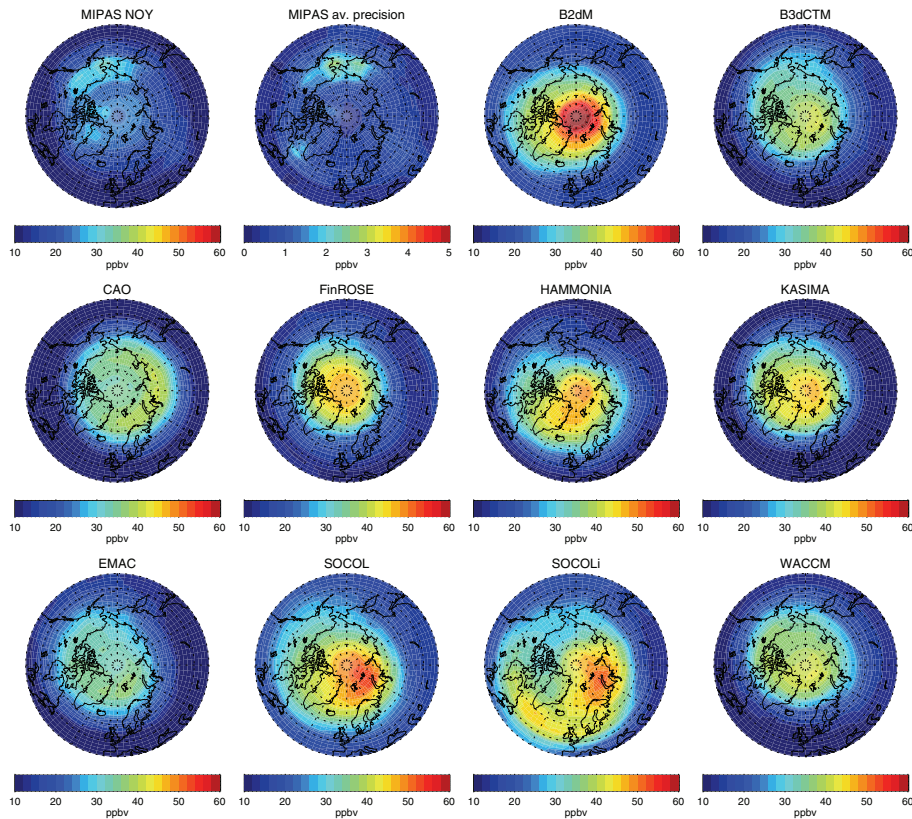 MIPAS NOY MIPAS av. precision B2dM B3dCTM
10 20 30 40 50 60 0 1 2 3 4 5 10 20 30 40 50 60 10 20 30 40 50 60
ppbv ppbv ppbv ppbv
CAO FinROSE HAMMONIA KASIMA
10 20 30 40 50 60 10 20 30 40 50 60 10 20 30 40 50 60 10 20 30 40 50 60
ppbv ppbv ppbv ppbv
EMAC SOCOL SOCOLi WACCM
10 20 30 40 50 60 10 20 30 40 50 60 10 20 30 40 50 60 10 20 30 40 50 60
ppbv ppbv ppbv ppbv